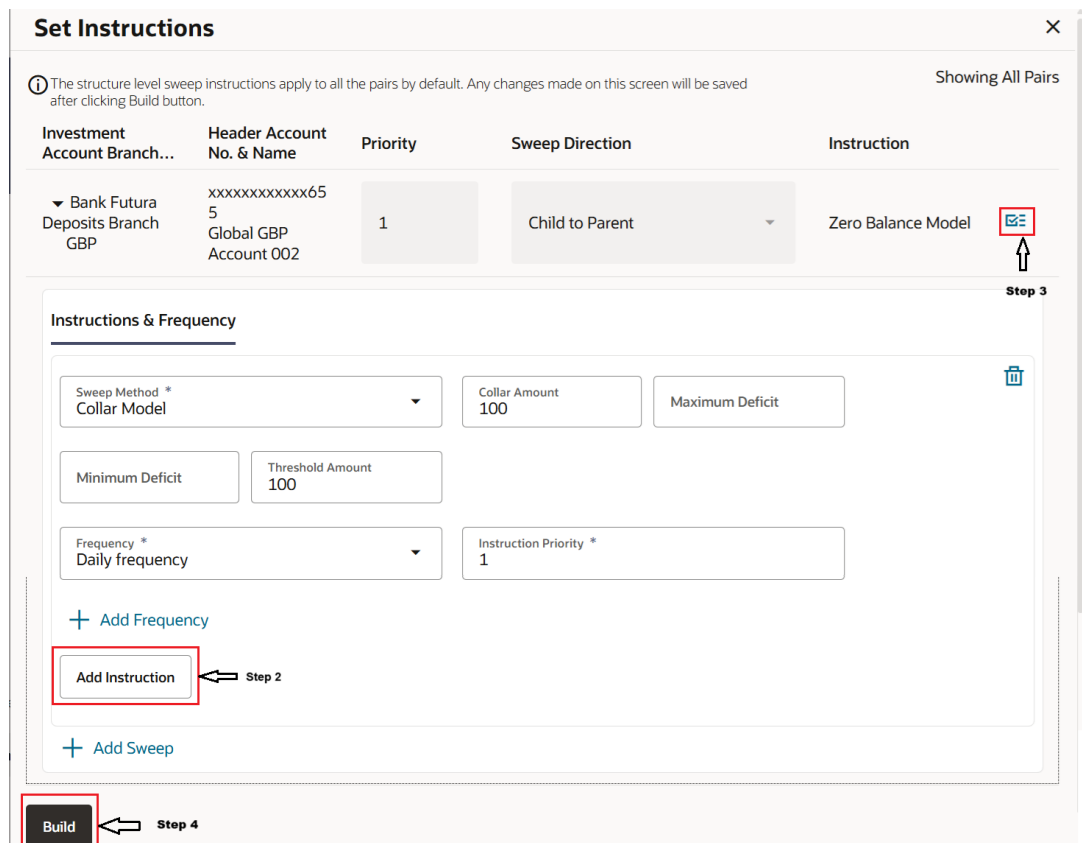 Set Instructions
The structure level sweep instructions apply to all the pairs by default. Any changes made on this screen will be saved
after clicking Build button.
Showing All Pairs
Investment
Account Branch...
Header Account
No. & Name
Priority
Sweep Direction
Instruction
Bank Futura
Deposits Branch
GBP
xxxxxxxxxxxx65
5
Global GBP
Account 002
1
Child to Parent
Zero Balance Model
Step 3
Instructions & Frequency
Sweep Method *
Collar Model
Collar Amount
100
Maximum Deficit
Minimum Deficit
Threshold Amount
100
Frequency *
Daily frequency
Instruction Priority *
1
Add Frequency
Add Instruction
Step 2
Add Sweep
Build
Step 4